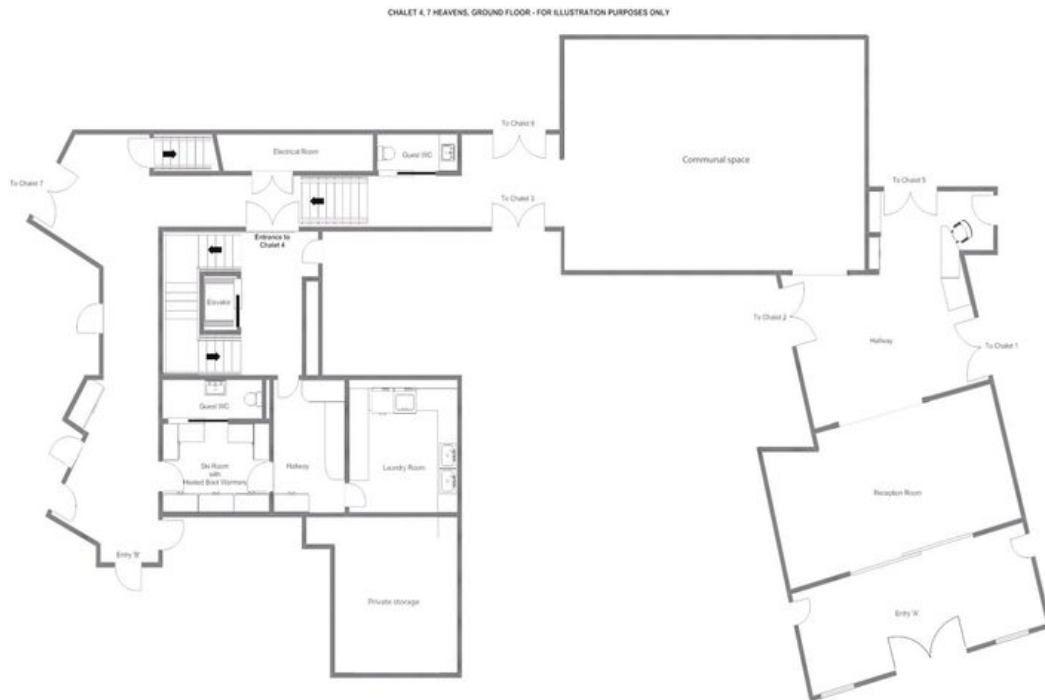 CHALET 4, 7 HEAVENS, GROUND FLOOR - FOR ILLUSTRATION PURPOSES ONLY
To Chalet 6
Electrical Room
Guest WC
Communal space
To Chalet 7
To Chalet 5
To Chalet 3
Entrance to
Chalet 4
Elevator
To Chalet 2
Hallway
To Chalet 1
Guest WC
Ski Room
with
Heated Boot Warmers
Hallway
Laundry Room
Reception Room
Entry 'B'
Private storage
Entry 'A'